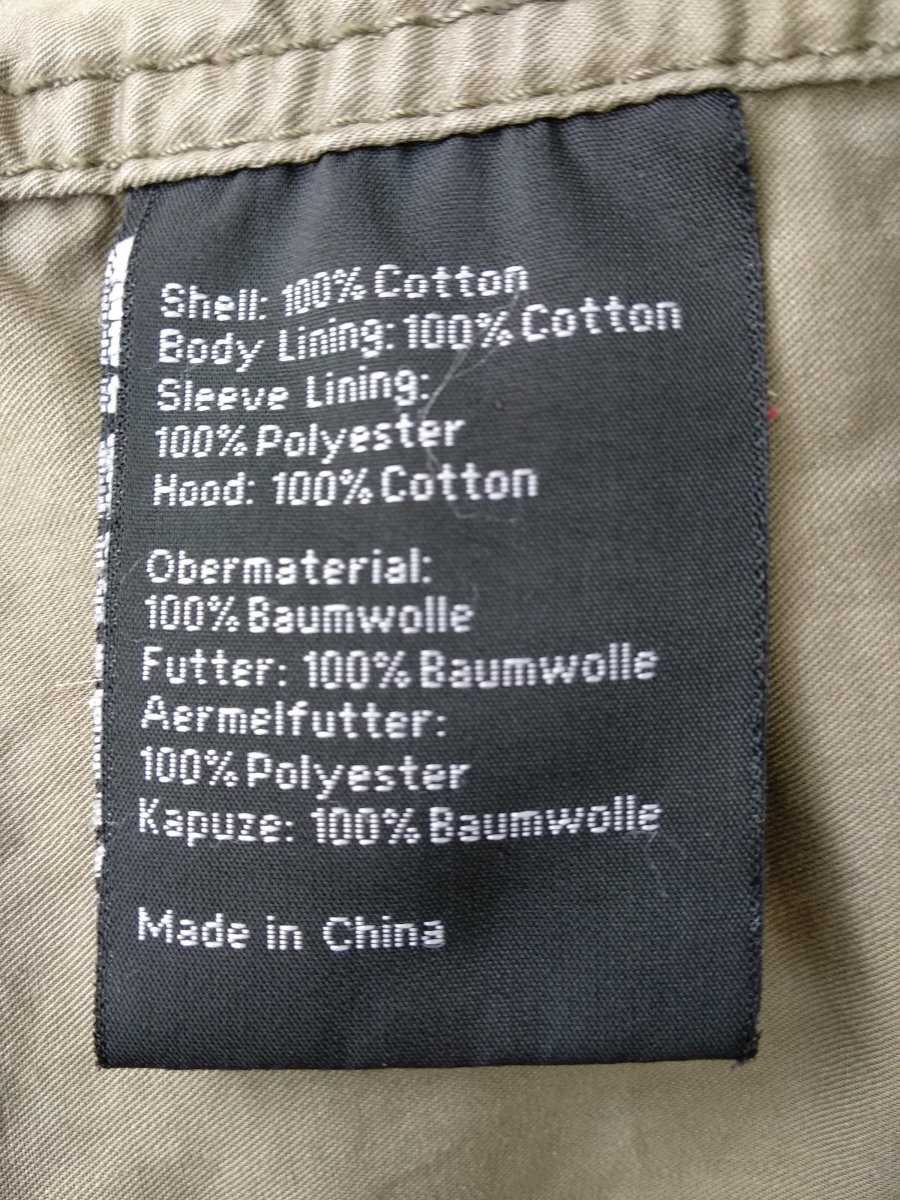 Shell: 100% Cotton
Body Lining: 100% Cotton
Sleeve Lining:
100% Polyester
Hood: 100% Cotton
Obermaterial:
100% Baumwolle
Futter: 100% Baumwolle
Aermelfutter:
100% Polyester
Kapuze: 100% Baumwolle
Made in China